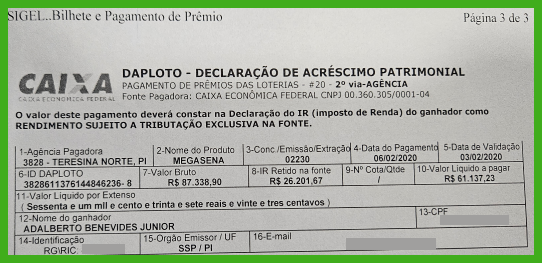 SIGEL...Bilhete e Pagamento de Prêmio Página 3 de 3
CAIXA
CAIXA ECONÔMICA FEDERAL
DAPLOTO - DECLARAÇÃO DE ACRÉSCIMO PATRIMONIAL
PAGAMENTO DE PRÊMIOS DAS LOTERIAS - #20 - 2º via-AGÊNCIA
Fonte Pagadora: CAIXA ECONÔMICA FEDERAL CNPJ 00.360.305/0001-04
O valor deste pagamento deverá constar na Declaração do IR (imposto de Renda) do ganhador como
RENDIMENTO SUJEITO A TRIBUTAÇÃO EXCLUSIVA NA FONTE.
1-Agência Pagadora 2-Nome do Produto 3-Conc./Emissão/Extração 4-Data do Pagamento 5-Data de Validação
3828 - TERESINA NORTE, PI MEGASENA 02230 06/02/2020 03/02/2020
6-ID DAPLOTO 7-Valor Bruto 8-IR Retido na fonte 9-Nº Cota/Qtde 10-Valor Líquido a pagar
3828611376144846236- 8 R$ 87.338,90 R$ 26.201,67 / R$ 61.137,23
11-Valor Líquido por Extenso
( Sessenta e um mil e cento e trinta e sete reais e vinte e tres centavos )
12-Nome do ganhador 13-CPF
ADALBERTO BENEVIDES JUNIOR
14-Identificação 15-Órgão Emissor / UF 16-E-mail
RG\RIC: SSP / PI